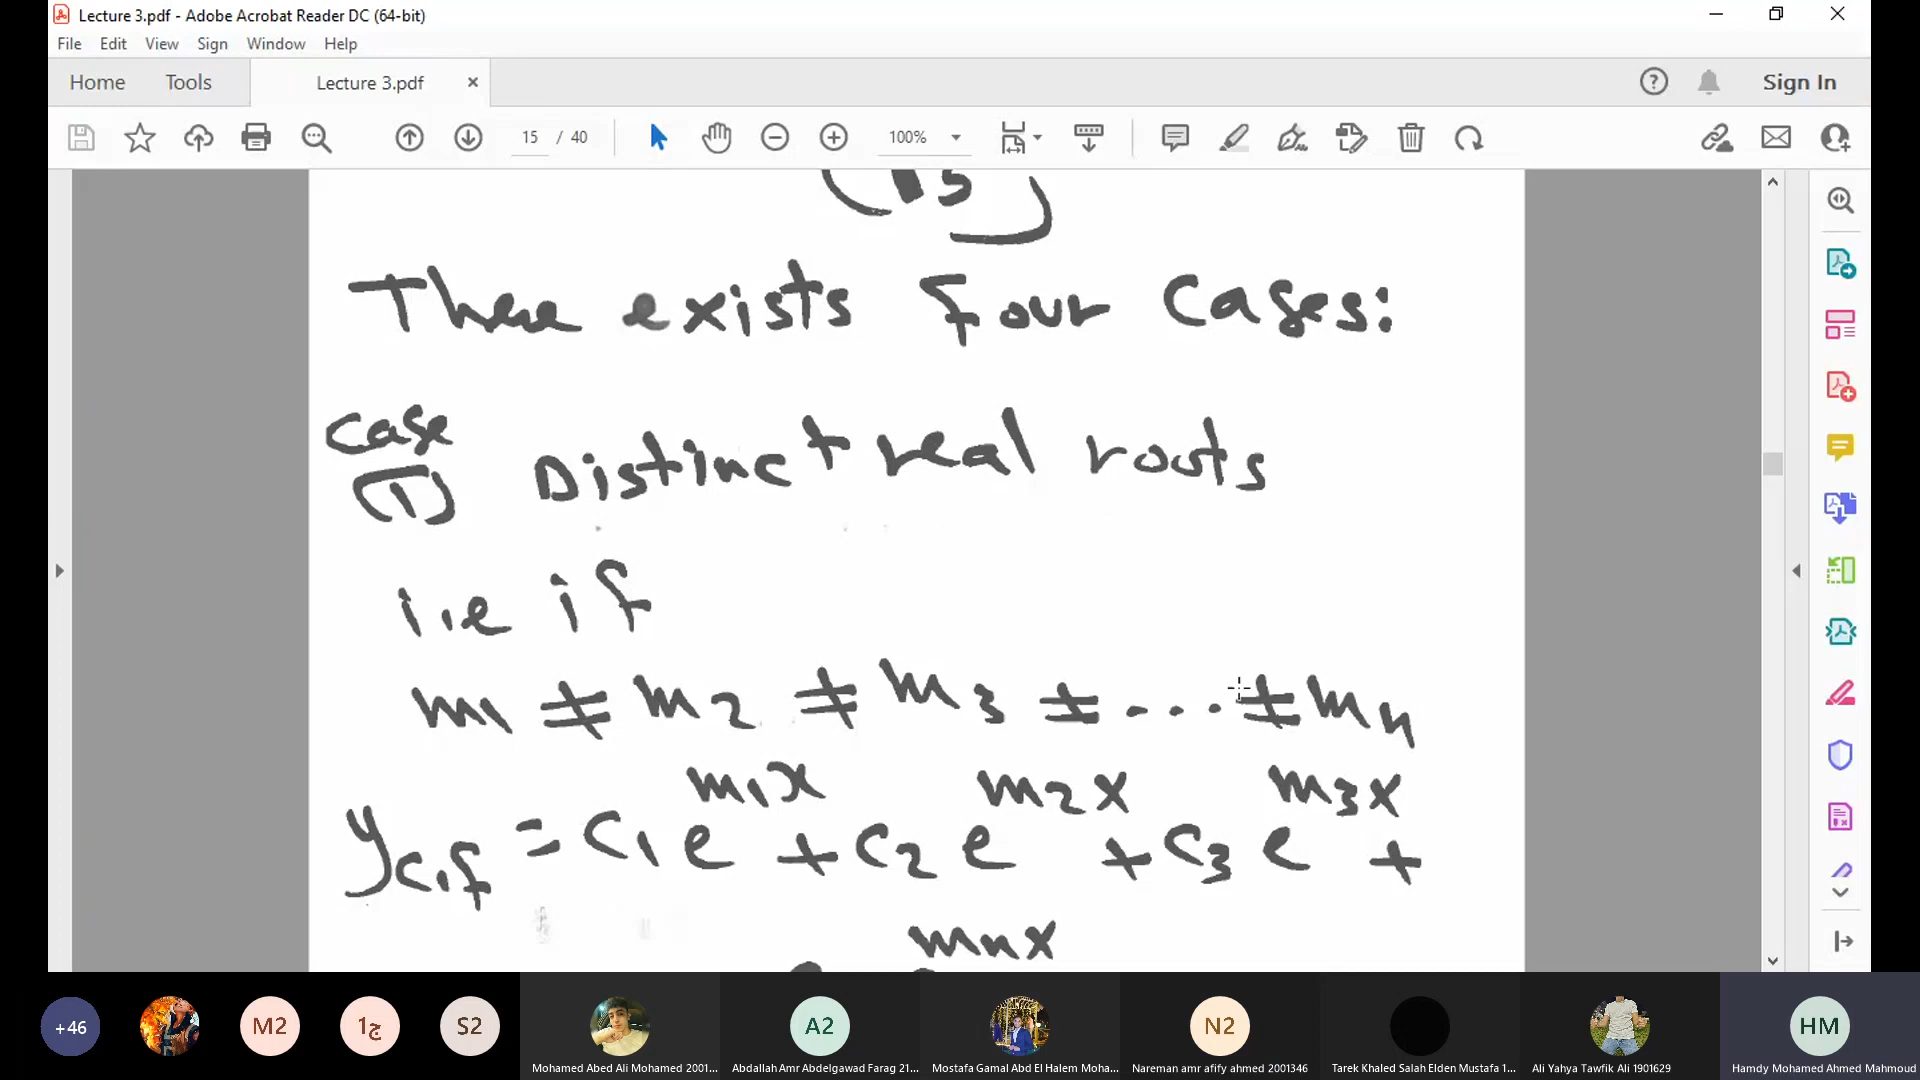 Lecture 3.pdf - Adobe Acrobat Reader DC (64-bit)
File Edit View Sign Window Help
Home Tools Lecture 3.pdf × Sign In
15 / 40 100%
(15)
There exists four cases:
case
(1) Distinct real roots
i.e if
m1 ≠ m2 ≠ m3 ≠ ... ≠ mn
m1x m2x m3x
yc.f = c1 e + c2 e + c3 e +
mnx
+46 M2 ج1 S2 A2 N2 HM
Mohamed Abed Ali Mohamed 2001... Abdallah Amr Abdelgawad Farag 21... Mostafa Gamal Abd El Halem Moha... Nareman amr afify ahmed 2001346 Tarek Khaled Salah Elden Mustafa 1... Ali Yahya Tawfik Ali 1901629 Hamdy Mohamed Ahmed Mahmoud